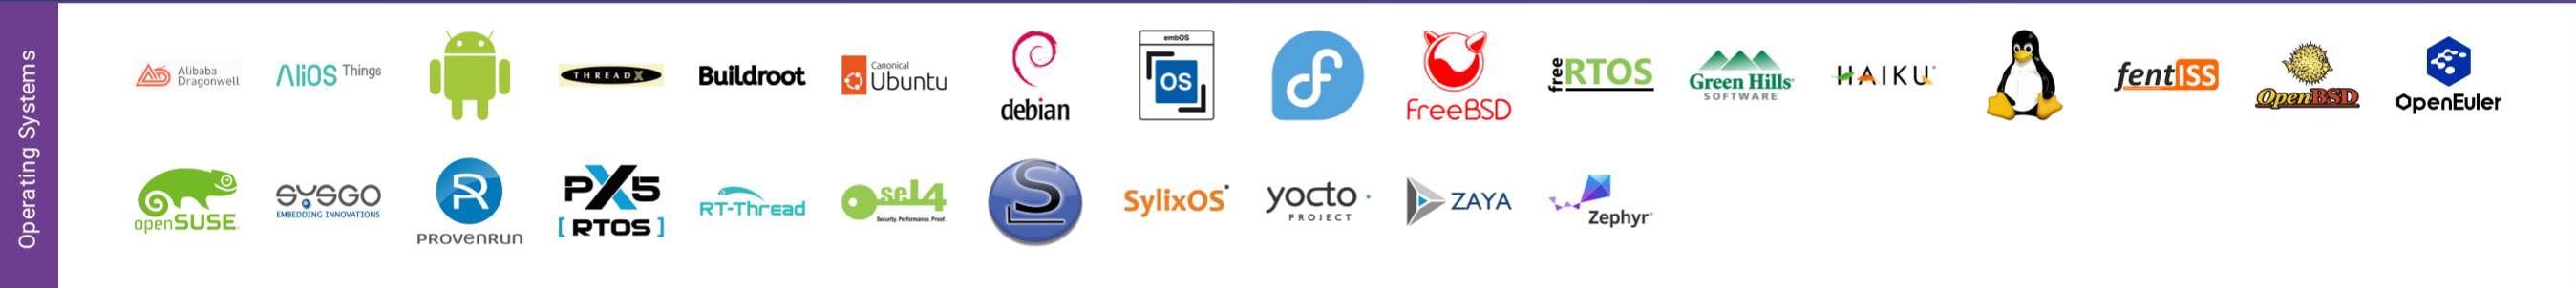 Operating Systems
Alibaba
Dragonwell
AliOS Things
THREADX
Buildroot
Canonical
Ubuntu
debian
embOS
OS
FreeBSD
freeRTOS
Green Hills
SOFTWARE
HAIKU
fentISS
OpenBSD
OpenEuler
openSUSE
SYSGO
EMBEDDING INNOVATIONS
PROVENRUN
PX5
[ RTOS ]
RT-Thread
seL4
Security. Performance. Proof.
S
SylixOS
yocto
PROJECT
ZAYA
Zephyr